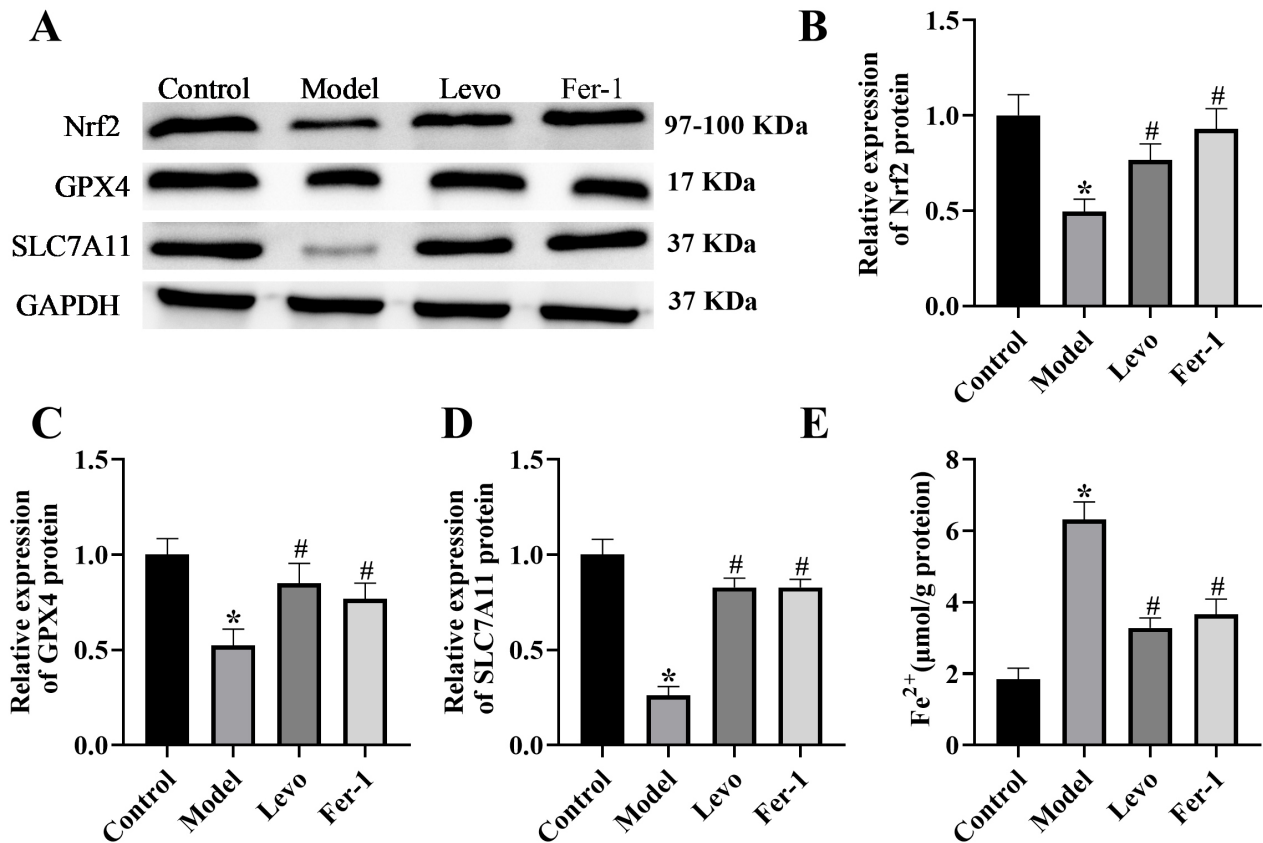 A
Control Model Levo Fer-1
Nrf2 97-100 KDa
GPX4 17 KDa
SLC7A11 37 KDa
GAPDH 37 KDa
B
Relative expression
of Nrf2 protein
1.5
1.0
0.5
0.0
*
#
#
Control Model Levo Fer-1
C
Relative expression
of GPX4 protein
1.5
1.0
0.5
0.0
*
#
#
Control Model Levo Fer-1
D
Relative expression
of SLC7A11 protein
1.5
1.0
0.5
0.0
*
#
#
Control Model Levo Fer-1
E
Fe²⁺(μmol/g proteion)
8
6
4
2
0
*
#
#
Control Model Levo Fer-1